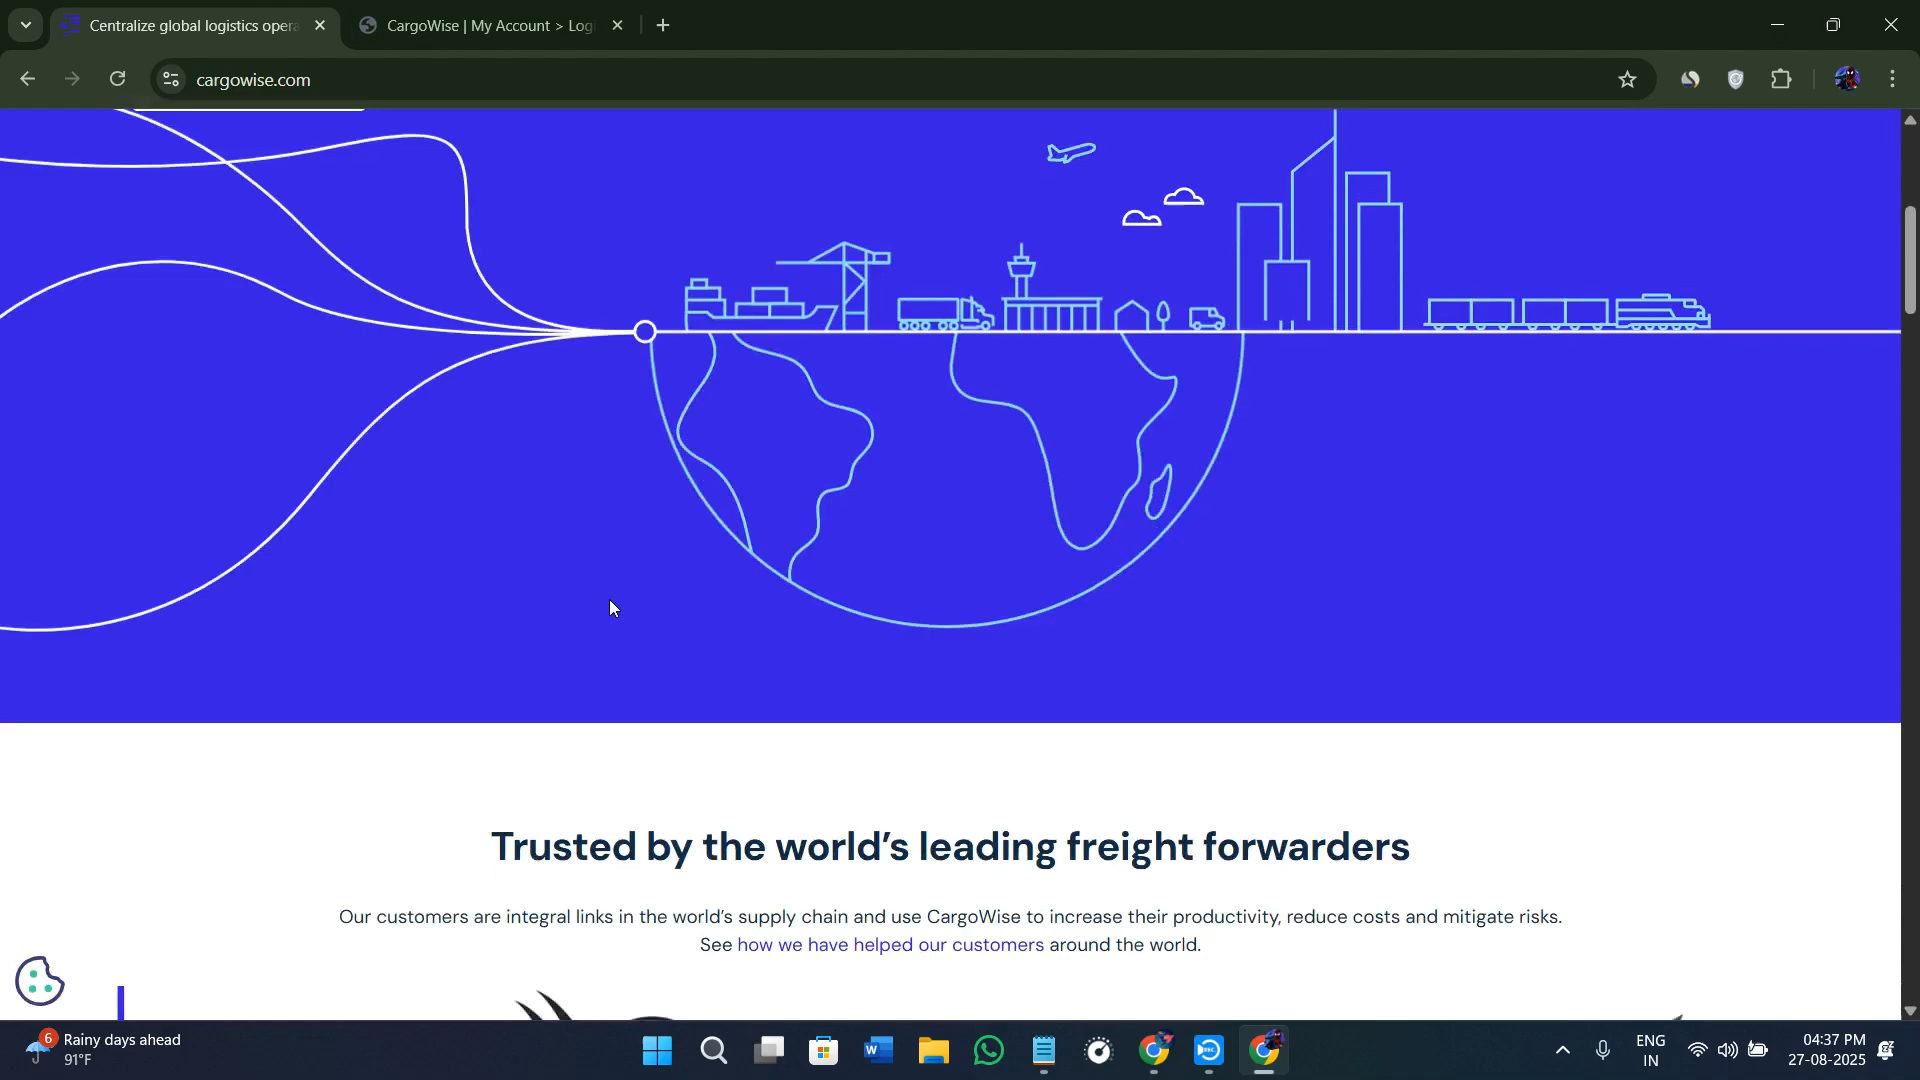 Centralize global logistics opera
CargoWise | My Account > Logi
cargowise.com
Trusted by the world's leading freight forwarders
Our customers are integral links in the world's supply chain and use CargoWise to increase their productivity, reduce costs and mitigate risks.
See how we have helped our customers around the world.
6
Rainy days ahead
91°F
W
ENG
IN
04:37 PM
27-08-2025